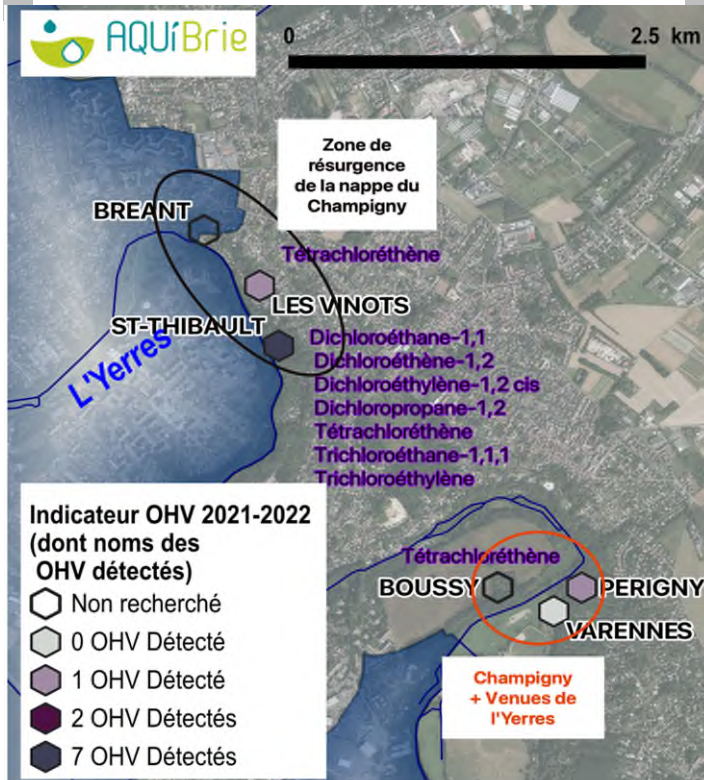 AQUiBrie
0 2.5 km
Zone de
résurgence
de la nappe du
Champigny
BREANT
Tétrachloréthène
LES VINOTS
ST-THIBAULT
L'Yerres
Dichloroéthane-1,1
Dichloroéthène-1,2
Dichloroéthylène-1,2 cis
Dichloropropane-1,2
Tétrachloréthène
Trichloroéthane-1,1,1
Trichloroéthylène
Indicateur OHV 2021-2022
(dont noms des
OHV détectés)
Non recherché
0 OHV Détecté
1 OHV Détecté
2 OHV Détectés
7 OHV Détectés
Tétrachloréthène
BOUSSY
PERIGNY
VARENNES
Champigny
+ Venues de
l'Yerres